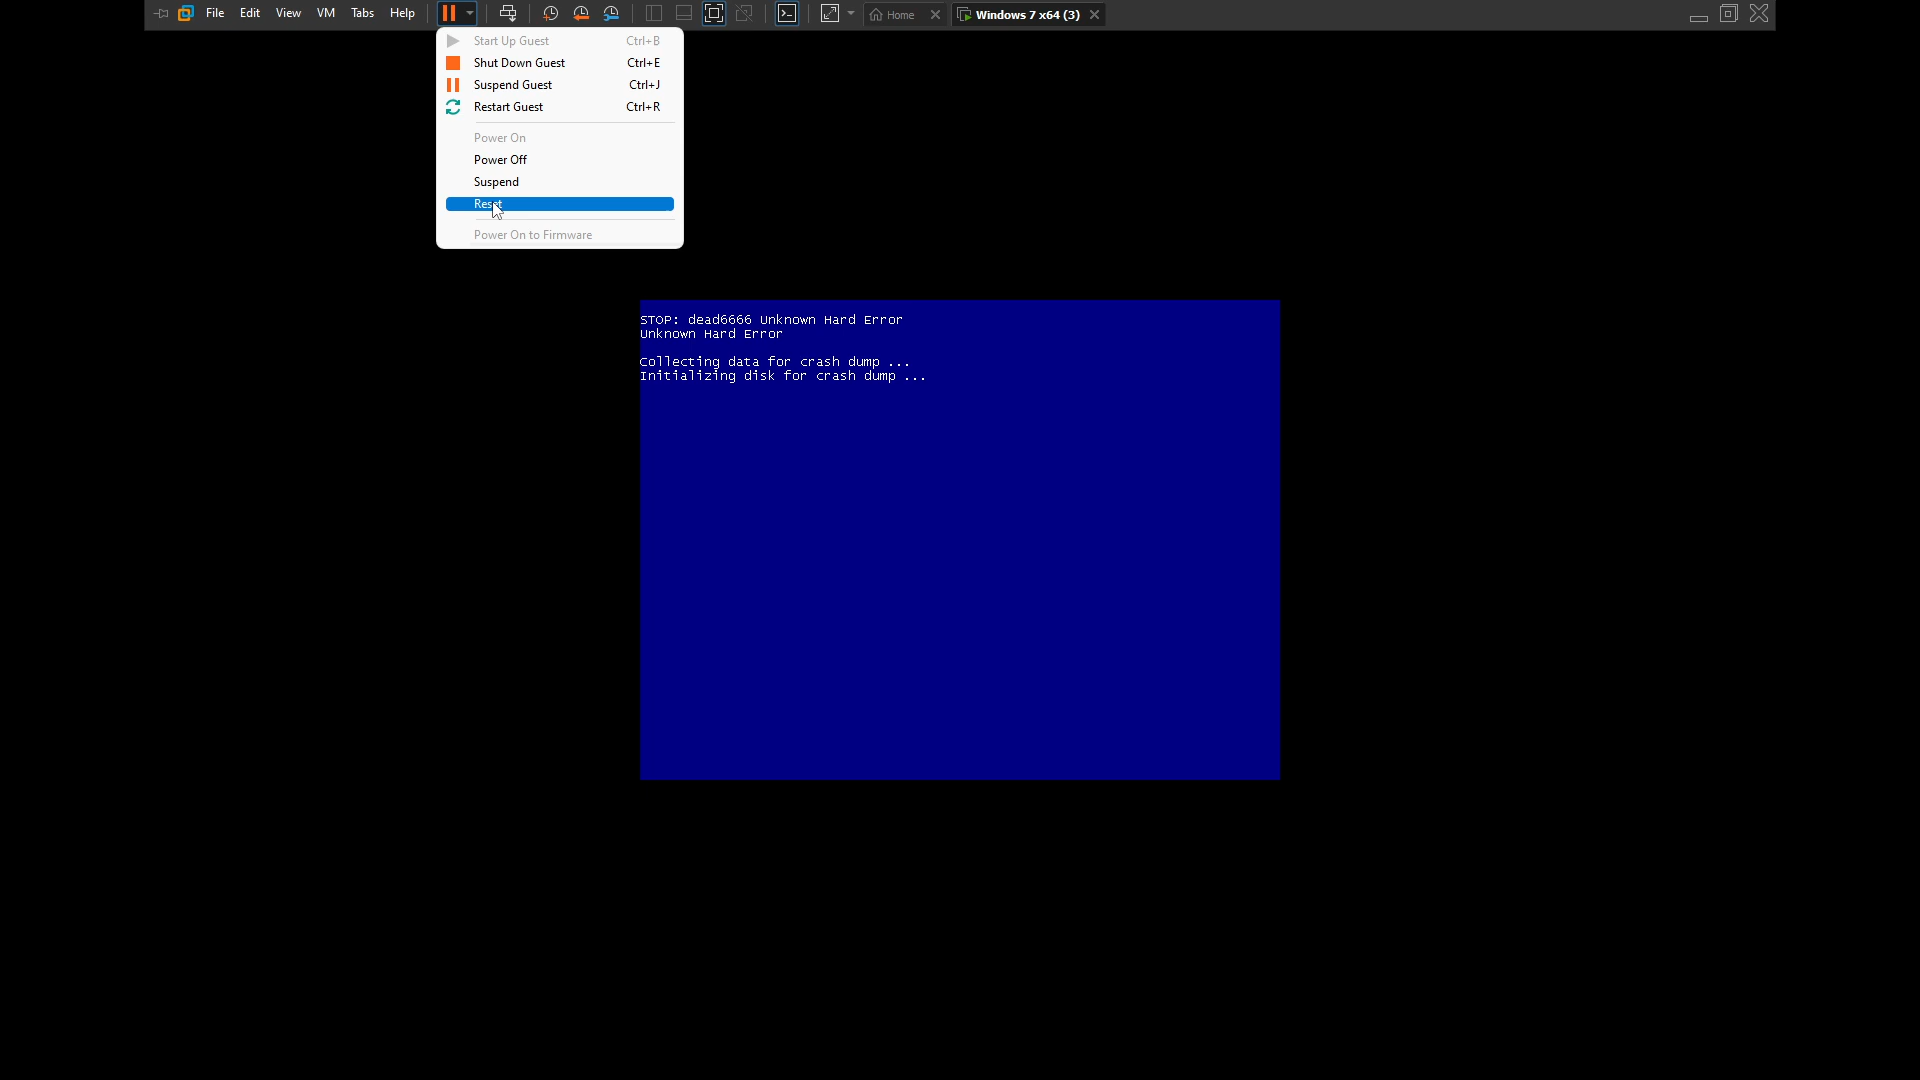 File Edit View VM Tabs Help Home Windows 7 x64 (3)
Start Up Guest Ctrl+B
Shut Down Guest Ctrl+E
Suspend Guest Ctrl+J
Restart Guest Ctrl+R
Power On
Power Off
Suspend
Reset
Power On to Firmware
STOP: dead6666 Unknown Hard Error
Unknown Hard Error
Collecting data for crash dump ...
Initializing disk for crash dump ...